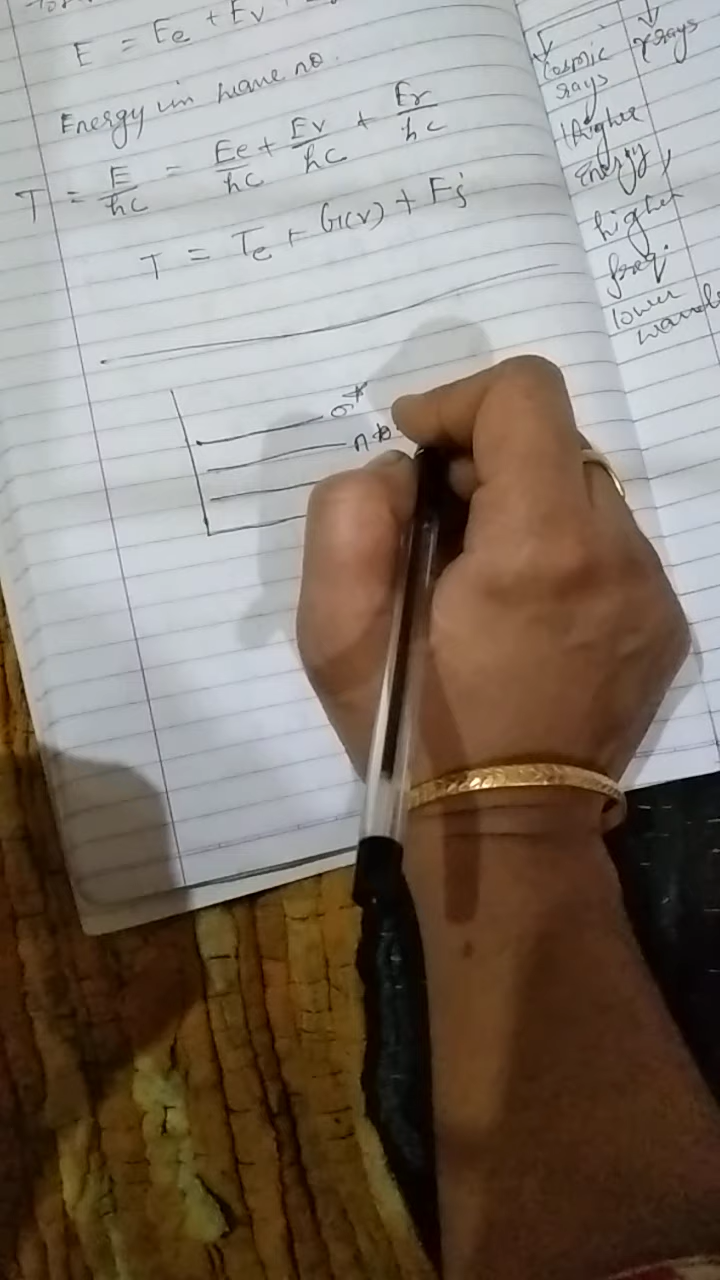 E = Ee + Ev +
Energy in wave no.
T = E/hc = Ee/hc + Ev/hc + Er/hc
T = Te + G(v) + Fj
σ*
n
cosmic
rays
rays
(higher
energy,
higher
freq.
lower